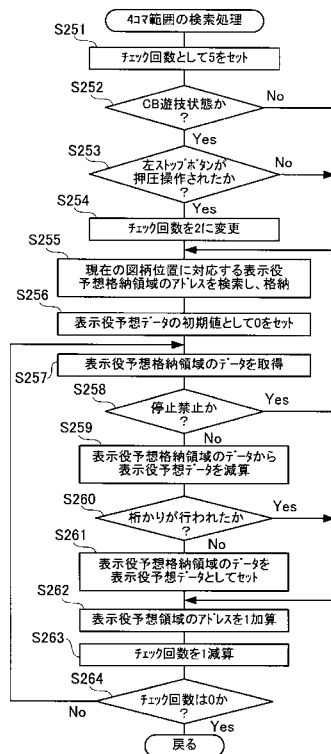 4コマ範囲の検索処理
S251
チェック回数として5をセット
S252
CB遊技状態か
?
No
Yes
S253
左ストップボタンが
押圧操作されたか
?
No
Yes
S254
チェック回数を2に変更
S255
現在の図柄位置に対応する表示役
予想格納領域のアドレスを検索し、格納
S256
表示役予想データの初期値として0をセット
S257
表示役予想格納領域のデータを取得
S258
停止禁止か
?
Yes
No
S259
表示役予想格納領域のデータから
表示役予想データを減算
S260
桁かりが行われたか
?
Yes
No
S261
表示役予想格納領域のデータを
表示役予想データとしてセット
S262
表示役予想領域のアドレスを1加算
S263
チェック回数を1減算
S264
チェック回数は0か
?
No
Yes
戻る